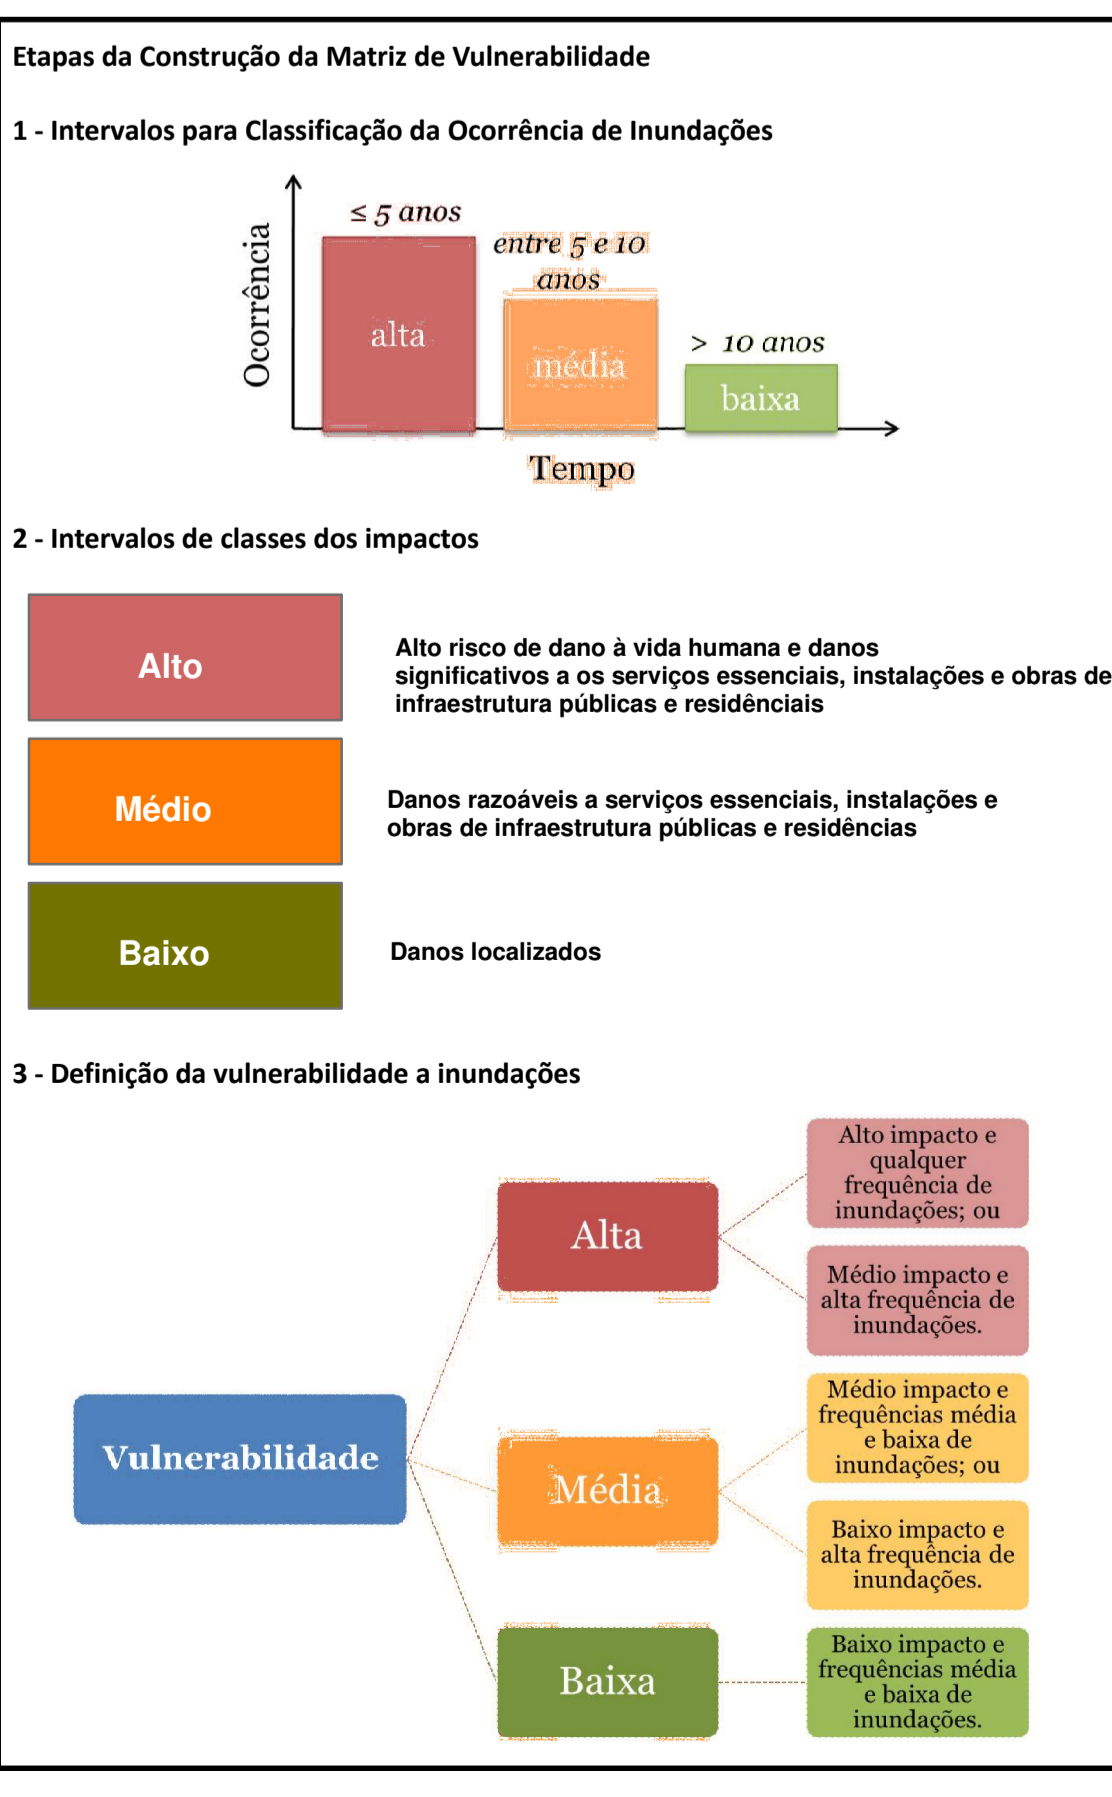 Etapas da Construção da Matriz de Vulnerabilidade
1 - Intervalos para Classificação da Ocorrência de Inundações
Ocorrência
≤ 5 anos
alta
entre 5 e 10
anos
média
> 10 anos
baixa
Tempo
2 - Intervalos de classes dos impactos
Alto
Alto risco de dano à vida humana e danos
significativos a os serviços essenciais, instalações e obras de
infraestrutura públicas e residênciais
Médio
Danos razoáveis a serviços essenciais, instalações e
obras de infraestrutura públicas e residências
Baixo
Danos localizados
3 - Definição da vulnerabilidade a inundações
Vulnerabilidade
Alta
Alto impacto e
qualquer
frequência de
inundações; ou
Médio impacto e
alta frequência de
inundações.
Média
Médio impacto e
frequências média
e baixa de
inundações; ou
Baixo impacto e
alta frequência de
inundações.
Baixa
Baixo impacto e
frequências média
e baixa de
inundações.